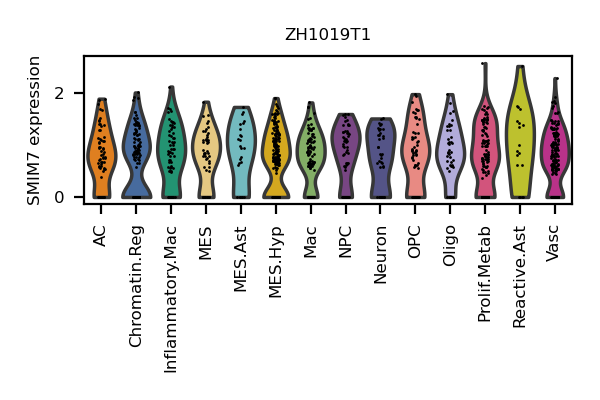 ZH1019T1
SMIM7 expression
2
0
AC
Chromatin.Reg
Inflammatory.Mac
MES
MES.Ast
MES.Hyp
Mac
NPC
Neuron
OPC
Oligo
Prolif.Metab
Reactive.Ast
Vasc